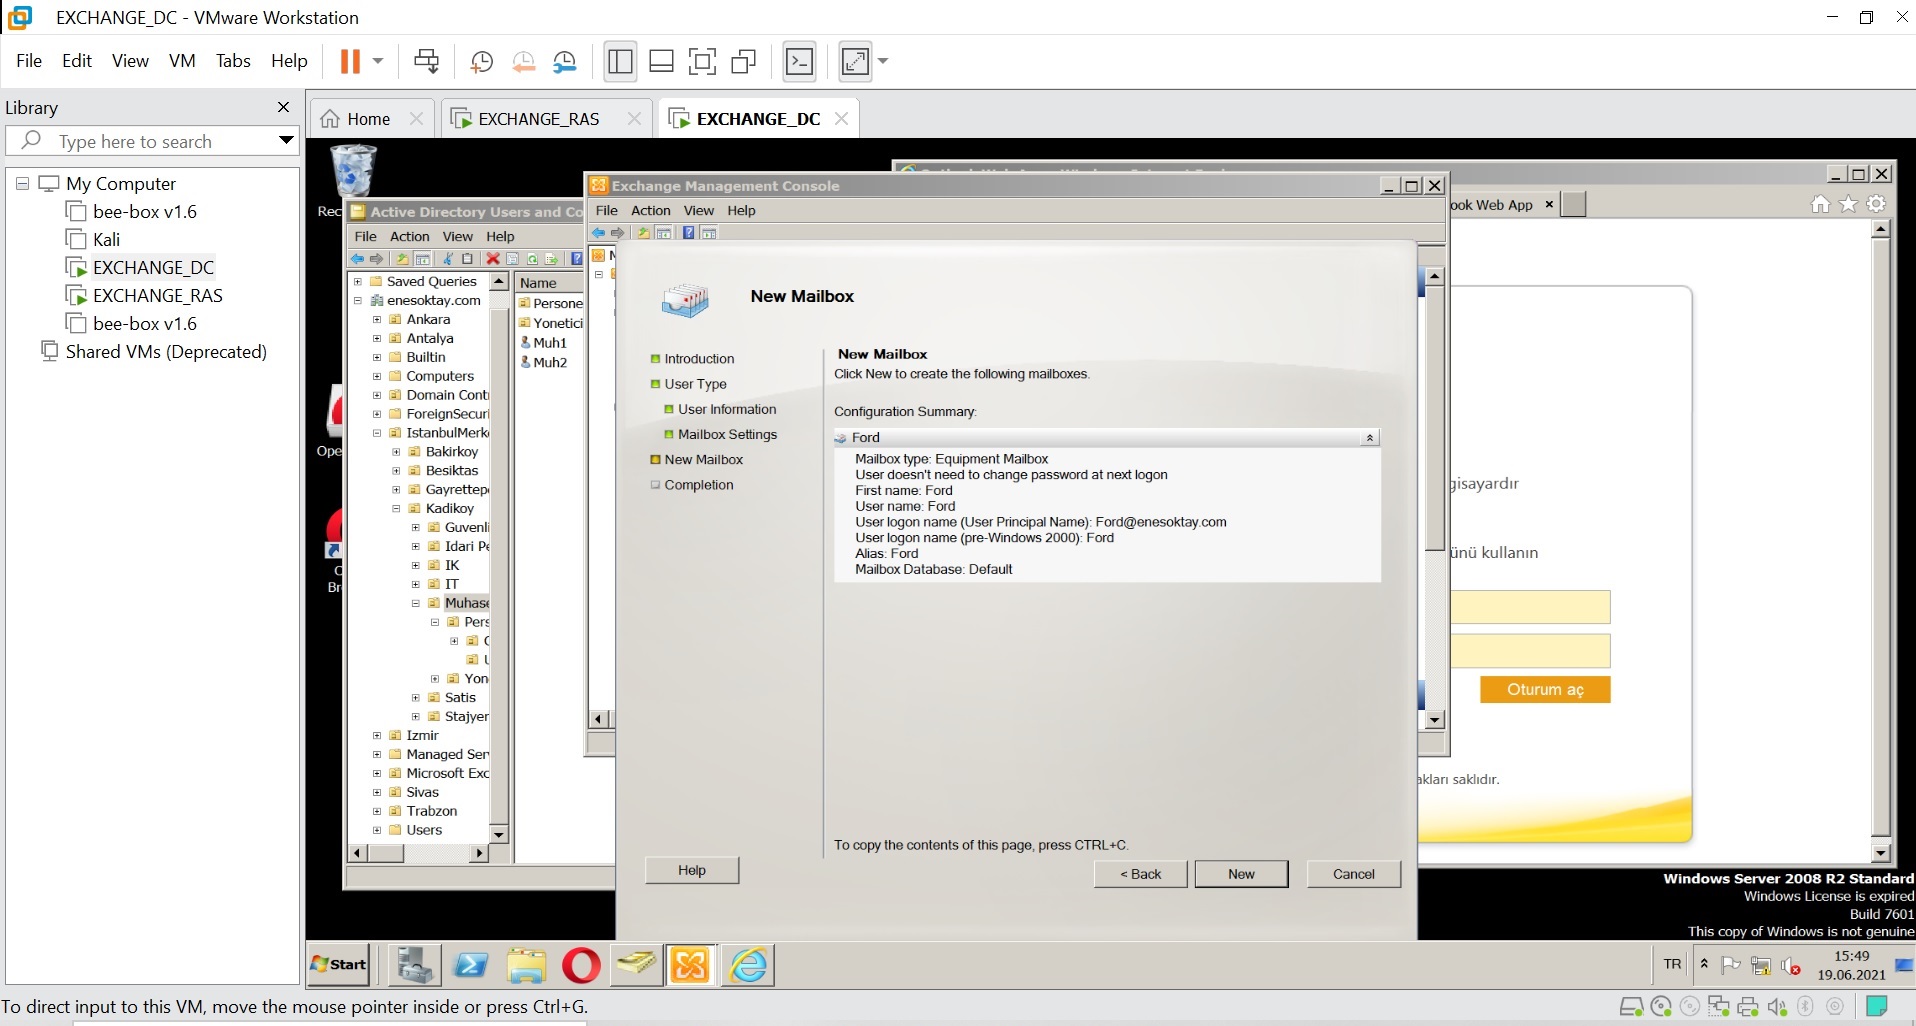 EXCHANGE_DC - VMware Workstation
File Edit View VM Tabs Help
Library
Type here to search
My Computer
bee-box v1.6
Kali
EXCHANGE_DC
EXCHANGE_RAS
bee-box v1.6
Shared VMs (Deprecated)
Home
EXCHANGE_RAS
EXCHANGE_DC
Rec
Ope
Active Directory Users and Co
File Action View Help
Saved Queries
enesoktay.com
Ankara
Antalya
Builtin
Computers
Domain Cont
ForeignSecuri
IstanbulMerk
Bakirkoy
Besiktas
Gayrettep
Kadikoy
Guvenli
Idari Pe
IK
IT
Muhase
Pers
Yon
Satis
Stajyer
Izmir
Managed Ser
Microsoft Exc
Sivas
Trabzon
Users
Name
Persone
Yonetici
Muh1
Muh2
Exchange Management Console
File Action View Help
New Mailbox
Introduction
User Type
User Information
Mailbox Settings
New Mailbox
Completion
New Mailbox
Click New to create the following mailboxes.
Configuration Summary:
Ford
Mailbox type: Equipment Mailbox
User doesn't need to change password at next logon
First name: Ford
User name: Ford
User logon name (User Principal Name): Ford@enesoktay.com
User logon name (pre-Windows 2000): Ford
Alias: Ford
Mailbox Database: Default
To copy the contents of this page, press CTRL+C.
Help
< Back
New
Cancel
ook Web App
gisayardır
ünü kullanın
Oturum aç
akları saklıdır.
Windows Server 2008 R2 Standard
Windows License is expired
Build 7601
This copy of Windows is not genuine
Start
TR
15:49
19.06.2021
To direct input to this VM, move the mouse pointer inside or press Ctrl+G.